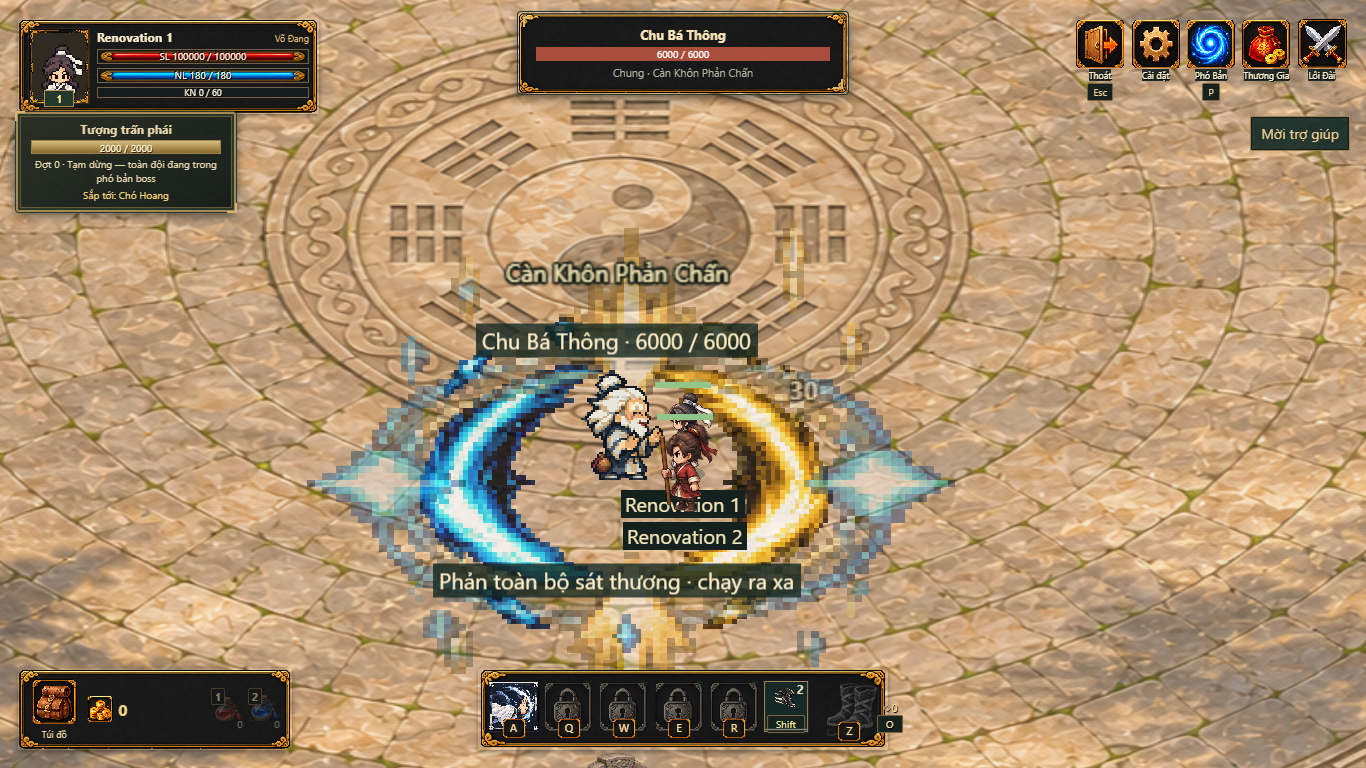 Renovation 1
Võ Đang
SL 100000 / 100000
NL 180 / 180
KN 0 / 60
1
Chu Bá Thông
6000 / 6000
Chung · Càn Khôn Phản Chấn
Thoát
Cài đặt
Phó Bản
Thương Gia
Lôi Đài
Esc
P
Tượng trấn phái
2000 / 2000
Đợt 0 · Tạm dừng — toàn đội đang trong
phó bản boss
Sắp tới: Chó Hoang
Mời trợ giúp
Càn Khôn Phản Chấn
Chu Bá Thông · 6000 / 6000
30
Renovation 1
Renovation 2
Phản toàn bộ sát thương · chạy ra xa
Túi đồ
0
1
0
2
0
A
Q
W
E
R
2
Shift
Z
O